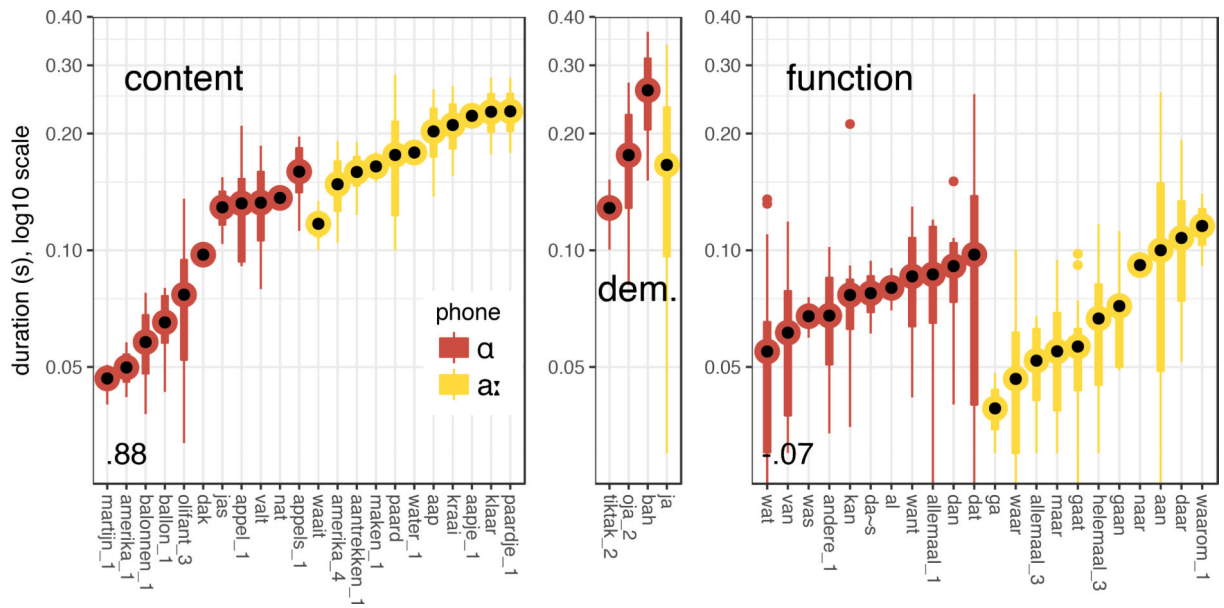 duration (s), log10 scale
0.40
0.30
0.20
0.10
0.05
content
phone
ɑ
aː
.88
martijn_1
amerika_1
balonnen_1
ballon_1
olifant_3
dak
jas
appel_1
valt
nat
appels_1
waait
amerika_4
aantrekken_1
maken_1
paard
water_1
aap
kraai
aapje_1
klaar
paardje_1
0.40
0.30
0.20
0.10
0.05
dem.
tiktak_2
oja_2
bah
ja
0.40
0.30
0.20
0.10
0.05
function
-.07
wat
van
was
andere_1
kan
da~s
al
want
allemaal_1
dan
dat
ga
waar
allemaal_3
maar
gaat
helemaal_3
gaan
naar
aan
daar
waarom_1